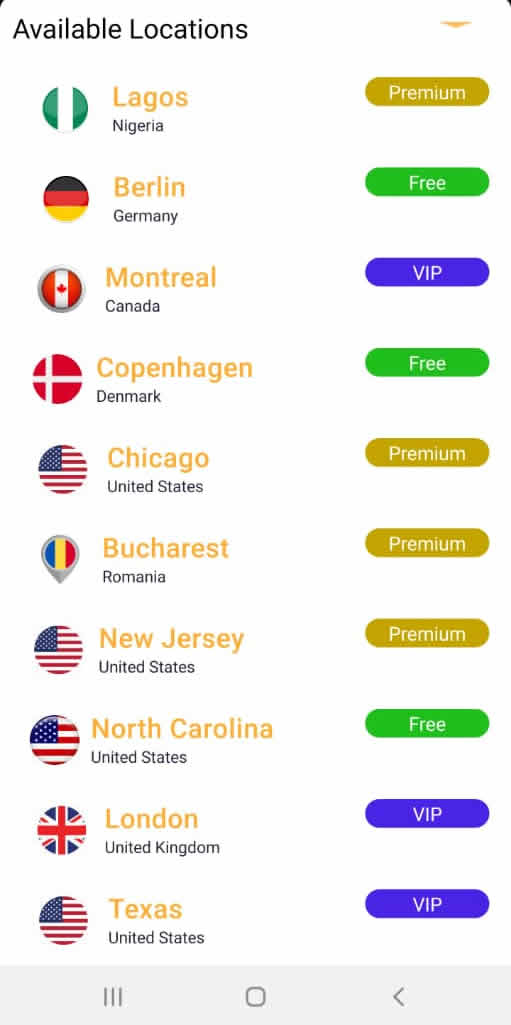 Available Locations
Lagos
Premium
Nigeria
Berlin
Free
Germany
Montreal
VIP
Canada
Copenhagen
Free
Denmark
Chicago
Premium
United States
Bucharest
Premium
Romania
New Jersey
Premium
United States
North Carolina
Free
United States
London
VIP
United Kingdom
Texas
VIP
United States